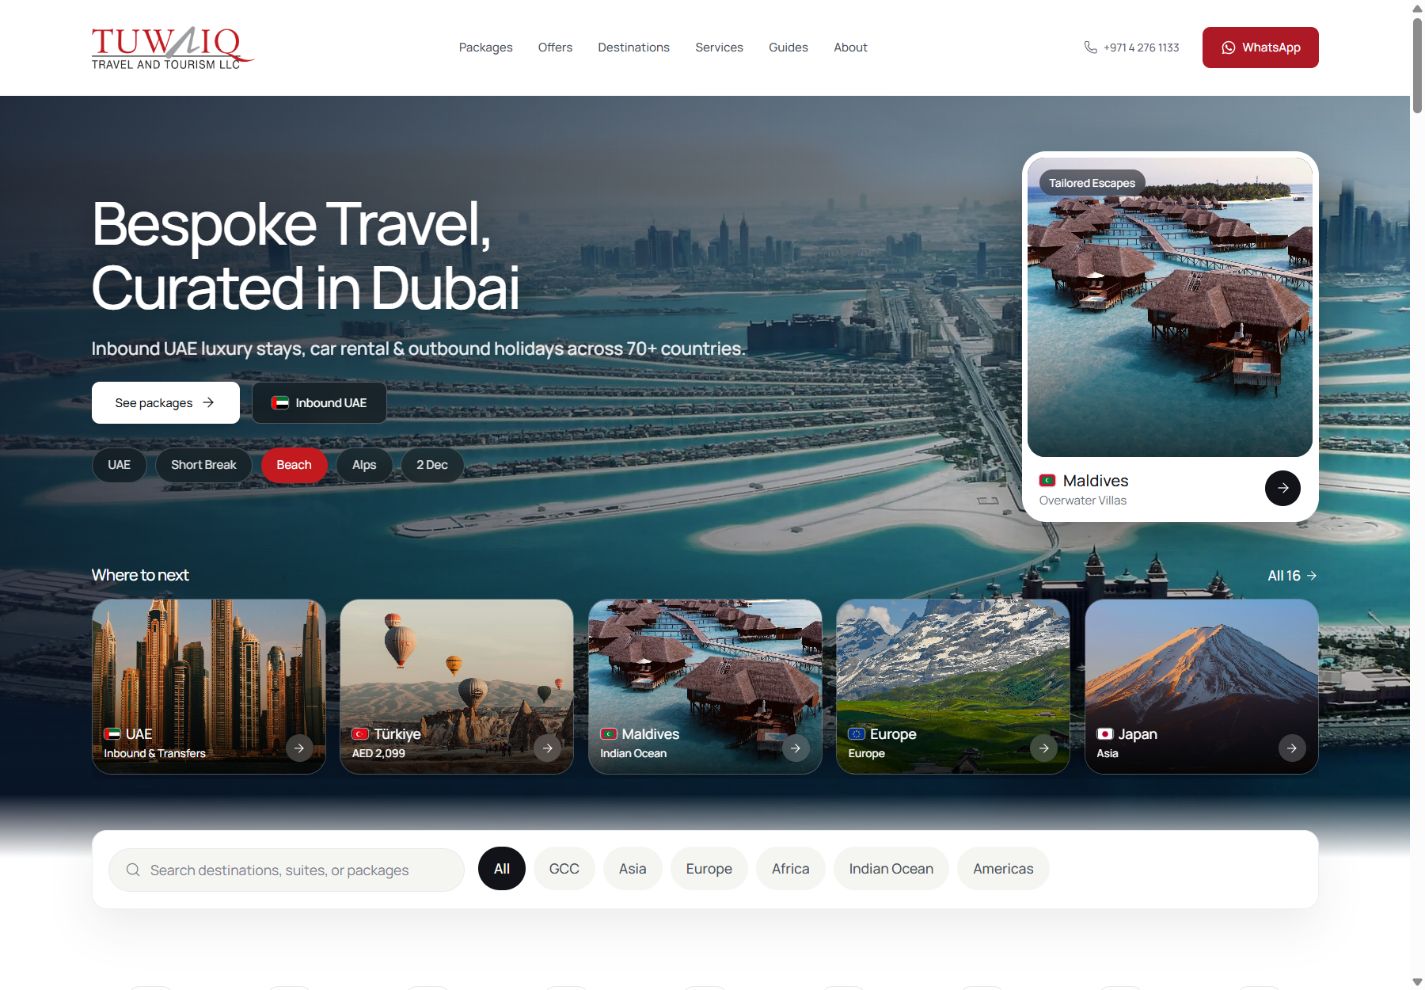 TUWAIQ
TRAVEL AND TOURISM LLC
Packages
Offers
Destinations
Services
Guides
About
+971 4 276 1133
WhatsApp
Bespoke Travel,
Curated in Dubai
Inbound UAE luxury stays, car rental & outbound holidays across 70+ countries.
See packages
Inbound UAE
UAE
Short Break
Beach
Alps
2 Dec
Tailored Escapes
Maldives
Overwater Villas
Where to next
All 16
UAE
Inbound & Transfers
Türkiye
AED 2,099
Maldives
Indian Ocean
Europe
Europe
Japan
Asia
Search destinations, suites, or packages
All
GCC
Asia
Europe
Africa
Indian Ocean
Americas